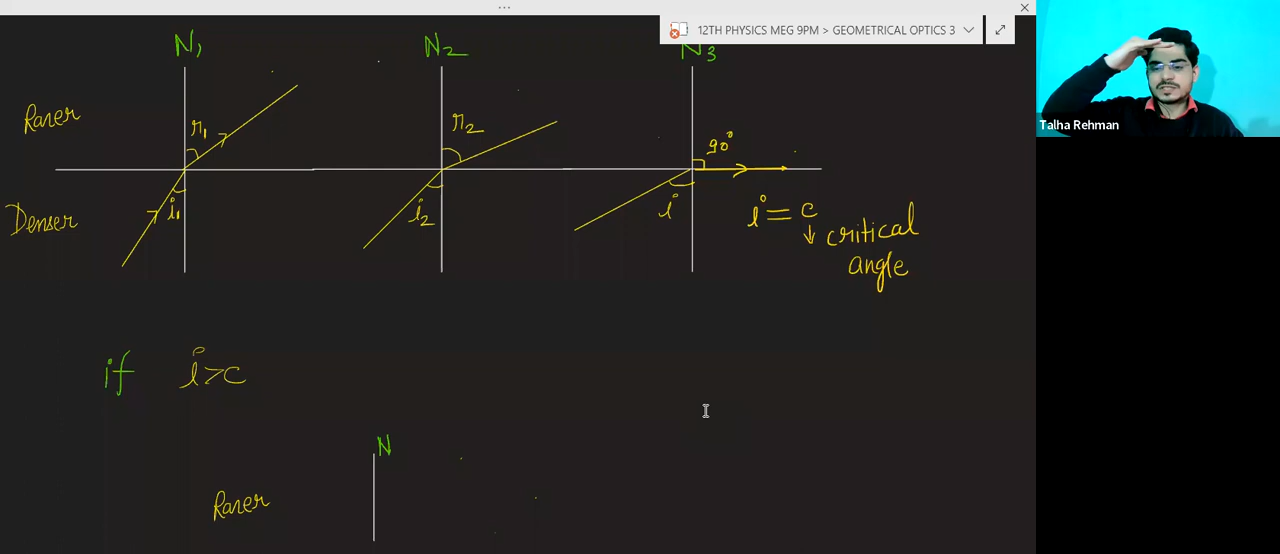 12TH PHYSICS MEG 9PM > GEOMETRICAL OPTICS 3
N1 N2 N3
Rarer
r1 r2 90°
Denser
i1 i2 i i = c
critical
angle
if i>c
N
Rarer
Talha Rehman